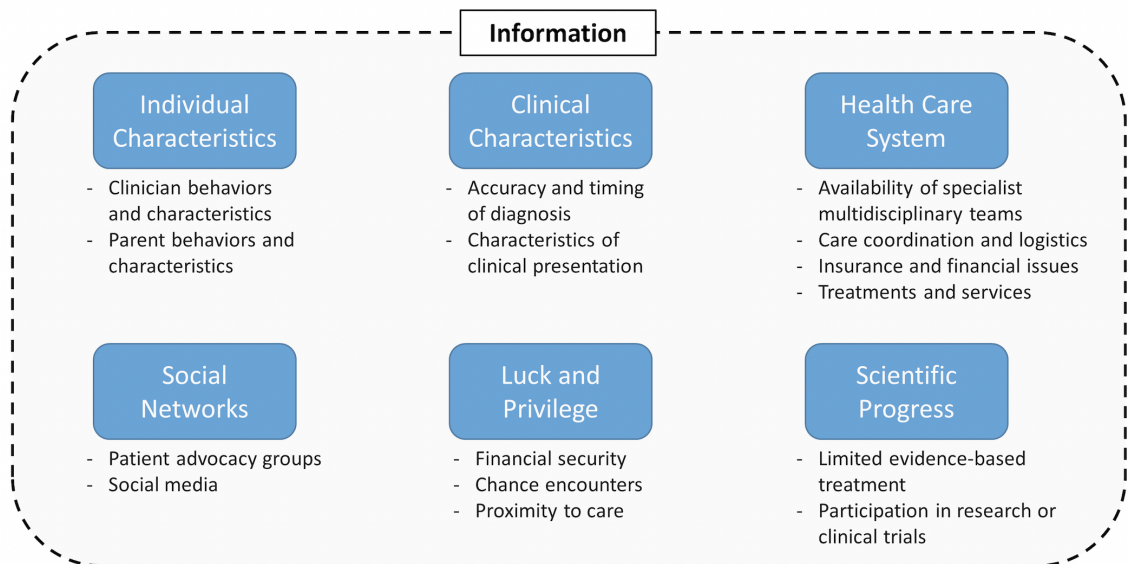 Information
Individual
Characteristics
- Clinician behaviors
and characteristics
- Parent behaviors and
characteristics
Clinical
Characteristics
- Accuracy and timing
of diagnosis
- Characteristics of
clinical presentation
Health Care
System
- Availability of specialist
multidisciplinary teams
- Care coordination and logistics
- Insurance and financial issues
- Treatments and services
Social
Networks
- Patient advocacy groups
- Social media
Luck and
Privilege
- Financial security
- Chance encounters
- Proximity to care
Scientific
Progress
- Limited evidence-based
treatment
- Participation in research or
clinical trials